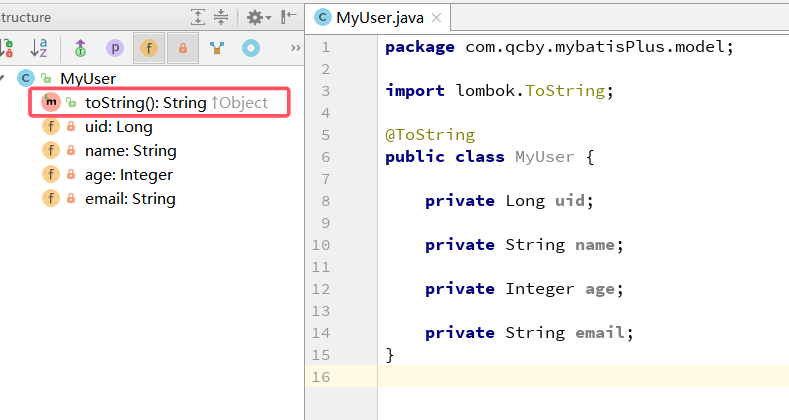 Structure
MyUser
toString(): String ↑Object
uid: Long
name: String
age: Integer
email: String
MyUser.java
1 package com.qcby.mybatisPlus.model;
2
3 import lombok.ToString;
4
5 @ToString
6 public class MyUser {
7
8 private Long uid;
9
10 private String name;
11
12 private Integer age;
13
14 private String email;
15 }
16